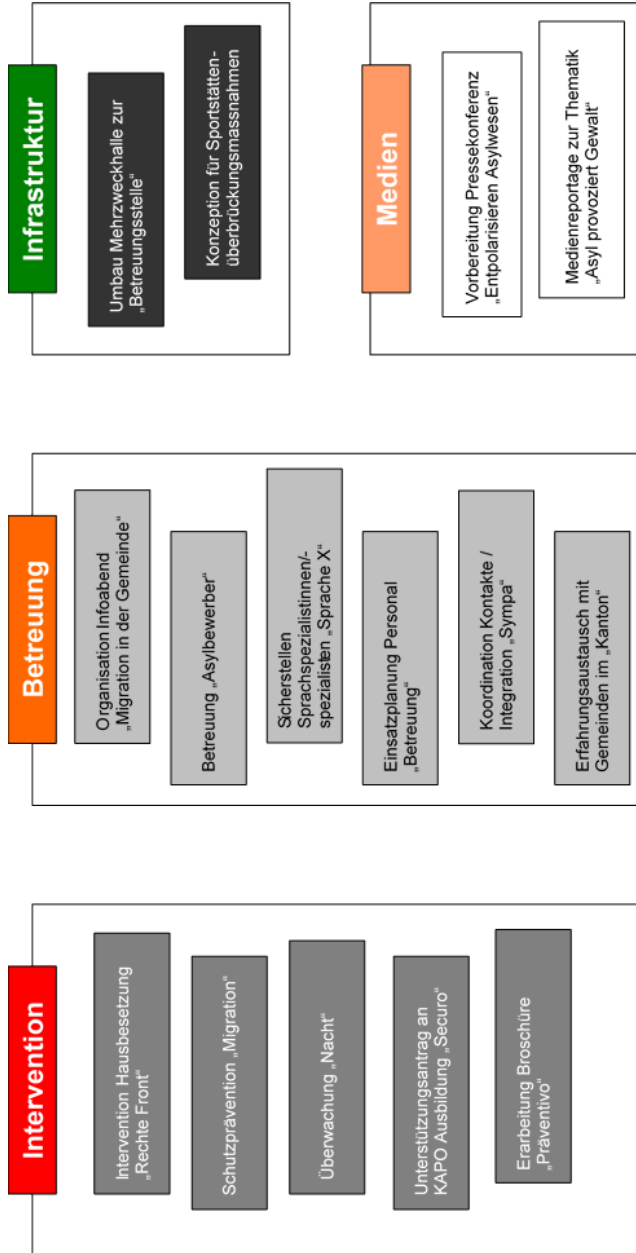 Intervention
Intervention Hausbesetzung
„Rechte Front“
Schutzprävention „Migration“
Überwachung „Nacht“
Unterstützungsantrag an
KAPO Ausbildung „Securo“
Erarbeitung Broschüre
„Präventivo“
Betreuung
Organisation Infoabend
„Migration in der Gemeinde“
Betreuung „Asylbewerber“
Sicherstellen
Sprachspezialistinnen/-
spezialisten „Sprache X“
Einsatzplanung Personal
„Betreuung“
Koordination Kontakte /
Integration „Sympa“
Erfahrungsaustausch mit
Gemeinden im „Kanton“
Infrastruktur
Umbau Mehrzweckhalle zur
„Betreuungsstelle“
Konzeption für Sportstätten-
überbrückungsmassnahmen
Medien
Vorbereitung Pressekonferenz
„Entpolarisieren Asylwesen“
Medienreportage zur Thematik
„Asyl provoziert Gewalt“